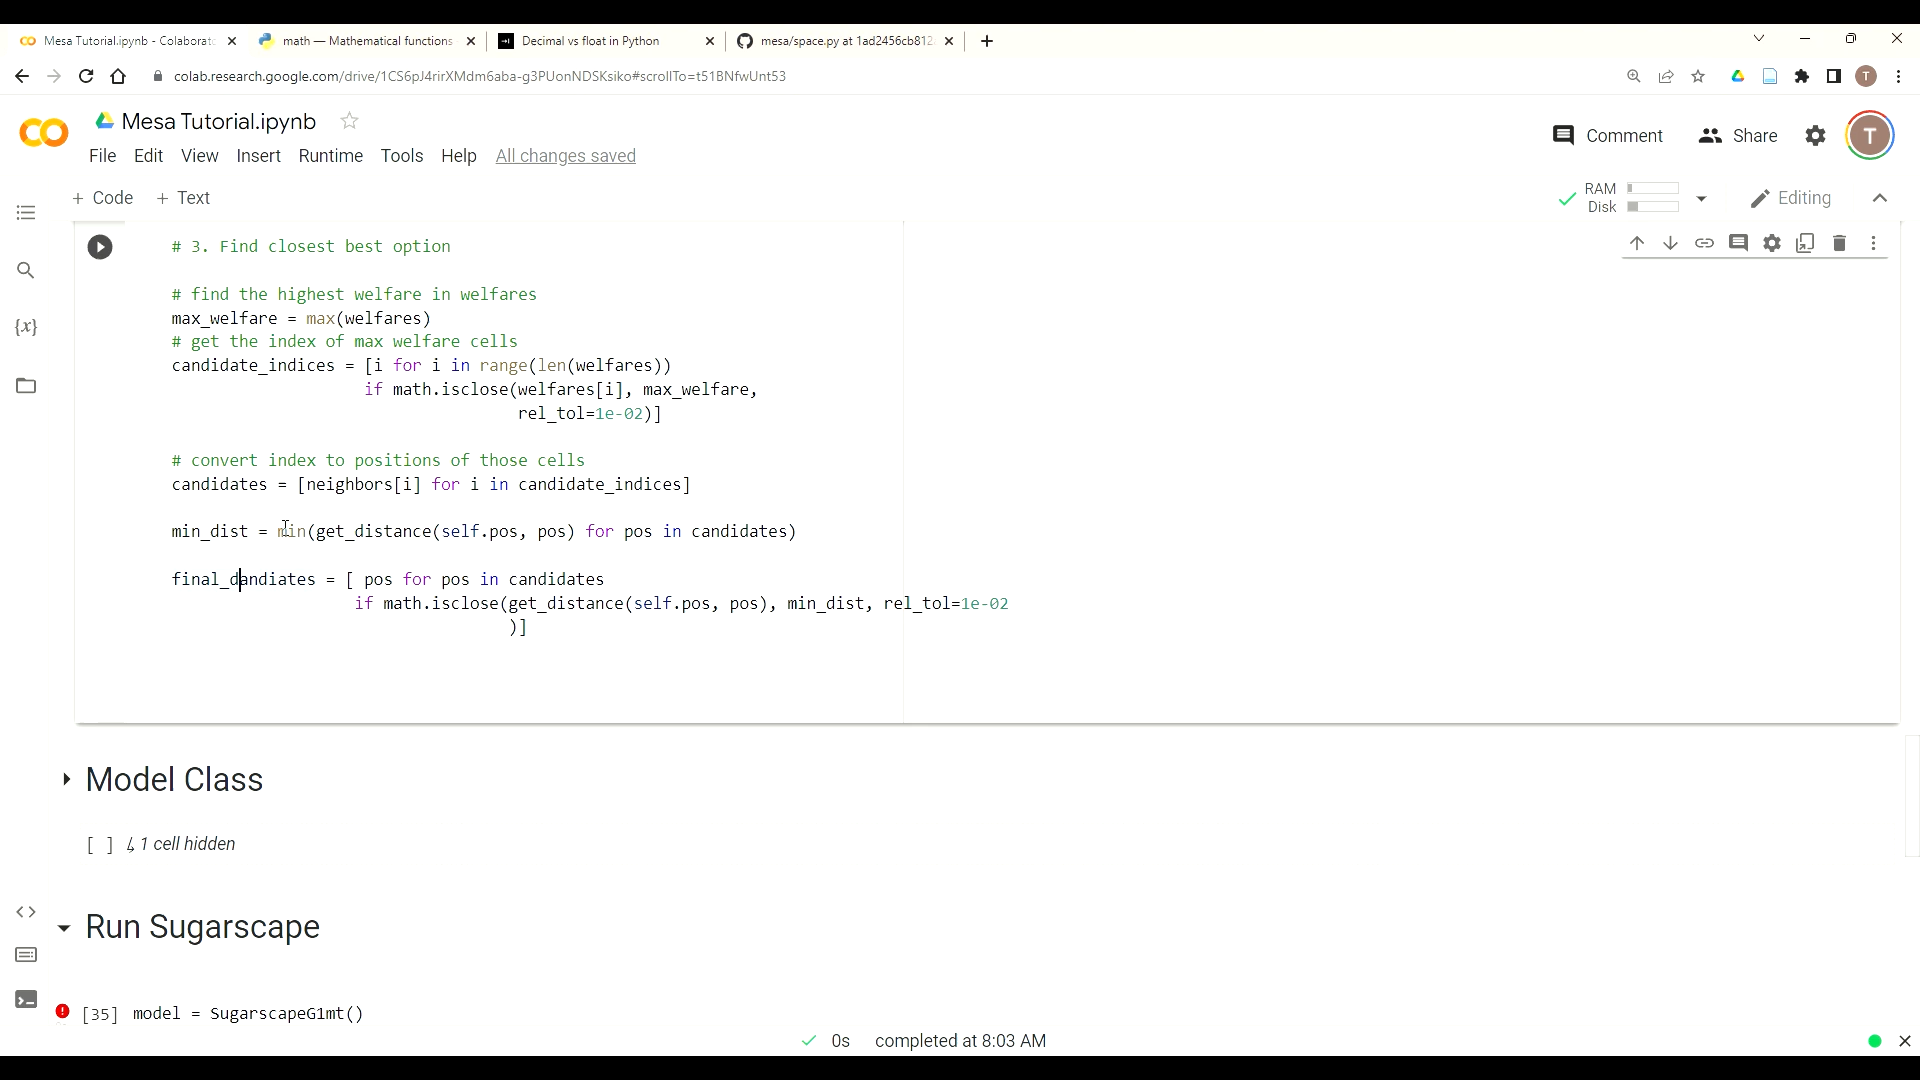 Mesa Tutorial.ipynb - Colaborato
math — Mathematical functions
Decimal vs float in Python
mesa/space.py at 1ad2456cb812
colab.research.google.com/drive/1CS6pJ4rirXMdm6aba-g3PUonNDSKsiko#scrollTo=t51BNfwUnt53
T
Mesa Tutorial.ipynb
Comment
Share
T
File Edit View Insert Runtime Tools Help All changes saved
+ Code + Text
RAM
Disk
Editing
{x}
# 3. Find closest best option
# find the highest welfare in welfares
max_welfare = max(welfares)
# get the index of max welfare cells
candidate_indices = [i for i in range(len(welfares))
if math.isclose(welfares[i], max_welfare,
rel_tol=1e-02)]
# convert index to positions of those cells
candidates = [neighbors[i] for i in candidate_indices]
min_dist = min(get_distance(self.pos, pos) for pos in candidates)
final_dandiates = [ pos for pos in candidates
if math.isclose(get_distance(self.pos, pos), min_dist, rel_tol=1e-02
)]
Model Class
[ ] ↳ 1 cell hidden
Run Sugarscape
[35] model = SugarscapeG1mt()
0s completed at 8:03 AM